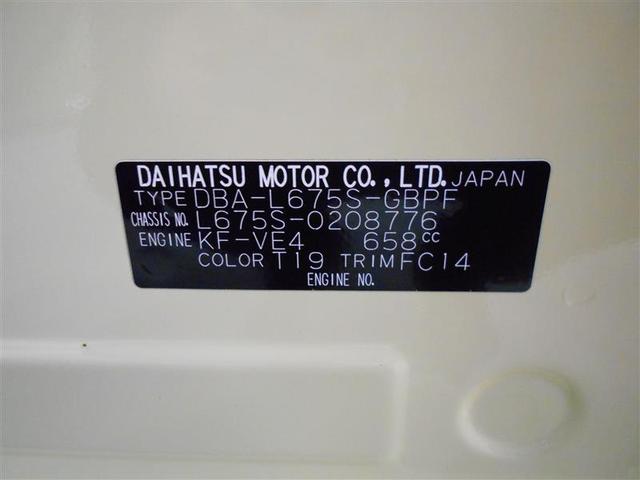 DAIHATSU MOTOR CO.,LTD. JAPAN
TYPE DBA-L675S-GBPF
CHASSIS NO. L675S-0208776
ENGINE KF-VE4 658cc
COLOR T19 TRIM FC14
ENGINE NO.